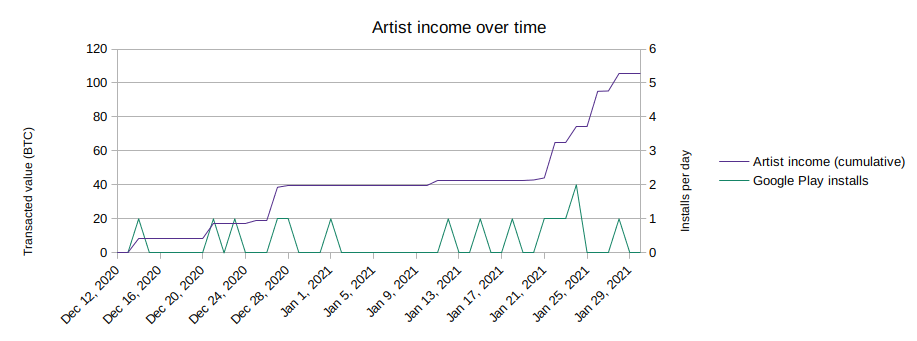 Artist income over time
Transacted value (BTC)
120
100
80
60
40
20
0
6
5
4
3
2
1
0
Installs per day
Dec 12, 2020
Dec 16, 2020
Dec 20, 2020
Dec 24, 2020
Dec 28, 2020
Jan 1, 2021
Jan 5, 2021
Jan 9, 2021
Jan 13, 2021
Jan 17, 2021
Jan 21, 2021
Jan 25, 2021
Jan 29, 2021
Artist income (cumulative)
Google Play installs